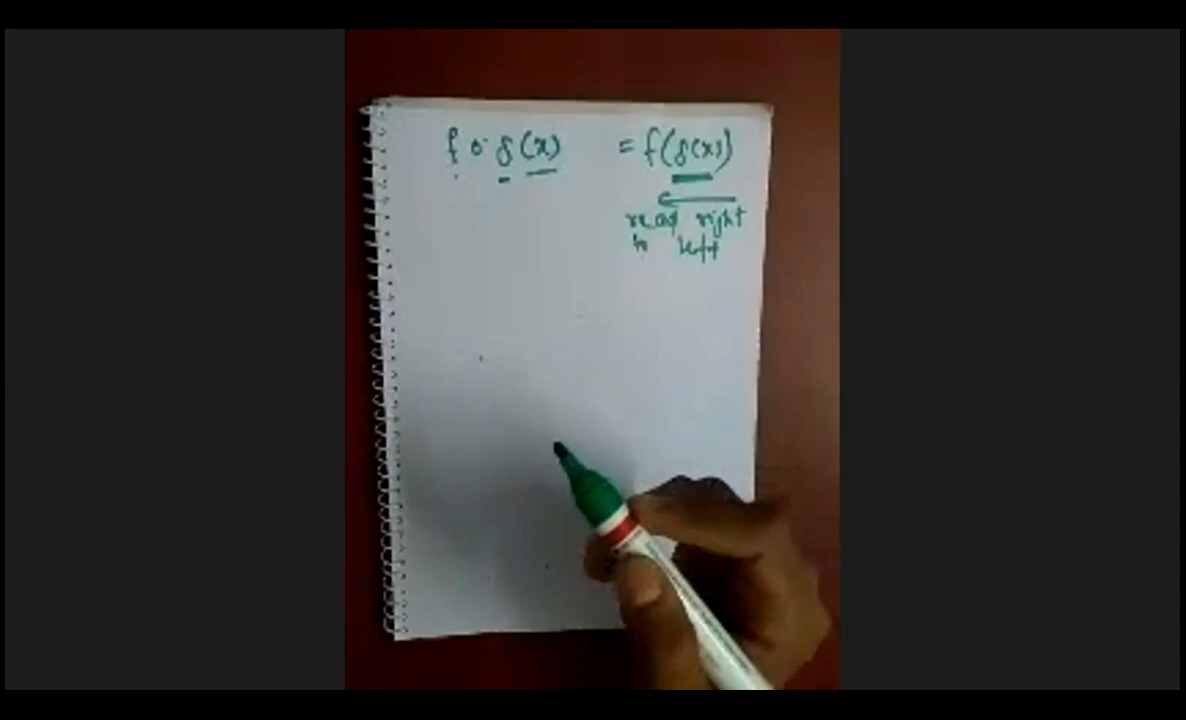 f o g(x) = f(g(x))
read right
to left